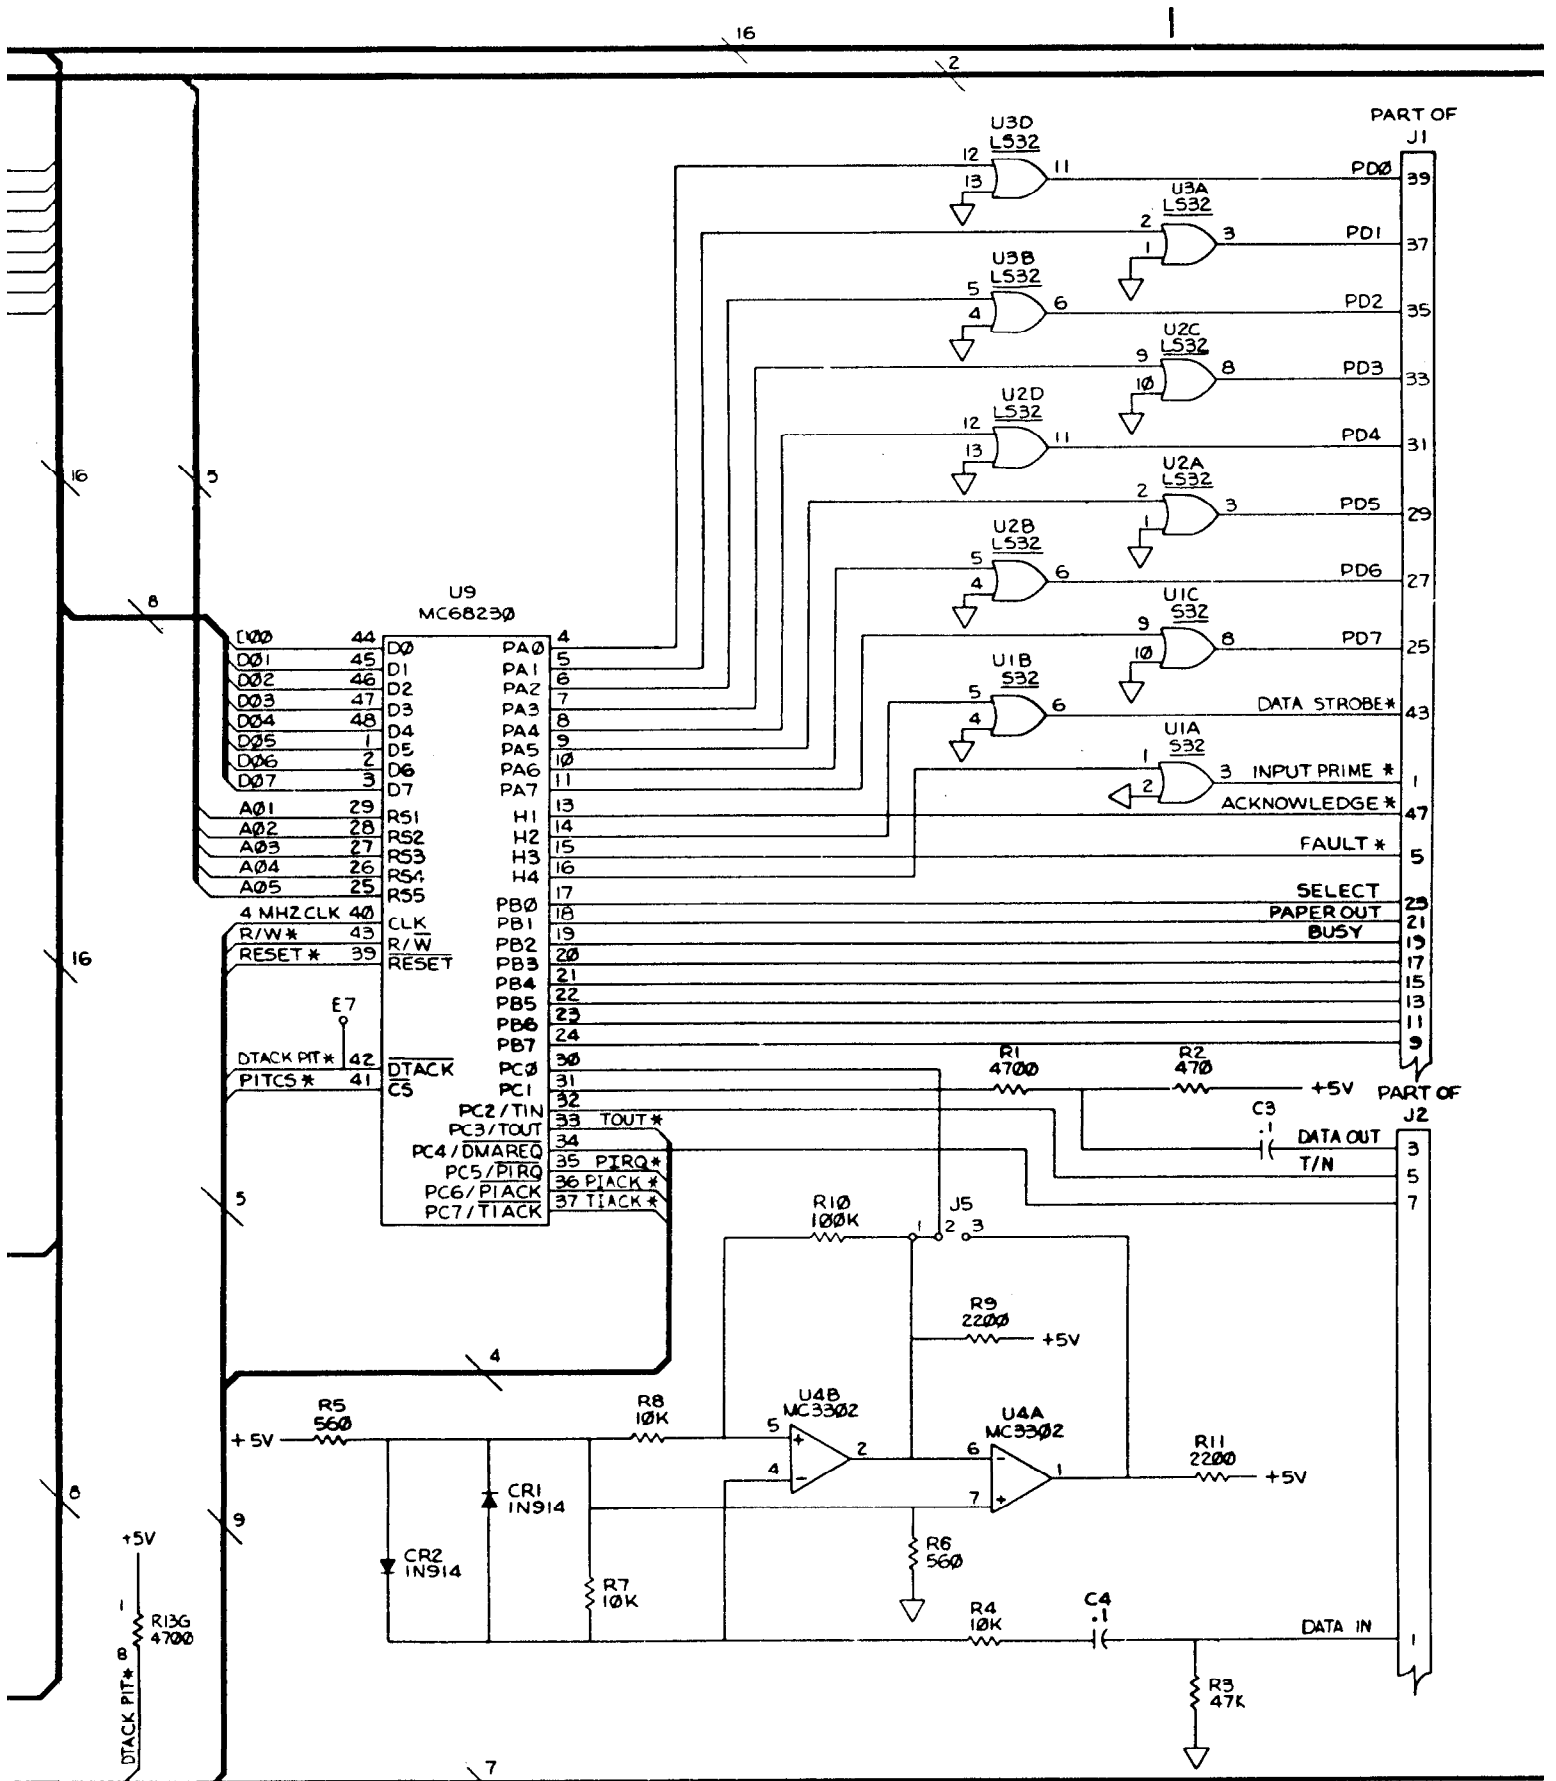 16
2
PART OF
J1
U3D
LS32
12
13
11
PDØ
39
U3A
LS32
2
1
3
PD1
37
U3B
LS32
5
4
6
PD2
35
U2C
LS32
9
1Ø
8
PD3
33
U2D
LS32
12
13
11
PD4
31
16
5
U2A
LS32
2
1
3
PD5
29
U2B
LS32
5
4
6
PD6
27
U1C
S32
9
1Ø
8
PD7
25
U1B
S32
5
4
6
DATA STROBE*
43
U1A
S32
1
2
3
INPUT PRIME *
1
8
U9
MC6823Ø
44 DØ PAØ 4
DØ1 45 D1 PA1 5
DØ2 46 D2 PA2 6
DØ3 47 D3 PA3 7
DØ4 48 D4 PA4 8
DØ5 1 D5 PA5 9
DØ6 2 D6 PA6 1Ø
DØ7 3 D7 PA7 11
AØ1 29 RS1 H1 13 ACKNOWLEDGE* 47
AØ2 28 RS2 H2 14
AØ3 27 RS3 H3 15 FAULT * 5
AØ4 26 RS4 H4 16
AØ5 25 RS5 PBØ 17 SELECT 23
4 MHZ CLK 4Ø CLK PB1 18 PAPER OUT 21
R/W* 43 R/W PB2 19 BUSY 19
RESET * 39 RESET PB3 2Ø 17
PB4 21 15
PB5 22 13
PB6 23 11
PB7 24 9
16
E7
DTACK PIT* 42 DTACK PCØ 3Ø
PITCS * 41 CS PC1 31
R1
47ØØ
R2
47Ø
+5V
PART OF
J2
PC2/TIN 32
PC3/TOUT 33 TOUT*
PC4/DMAREQ 34
PC5/PIRQ 35 PIRQ*
PC6/PIACK 36 PIACK *
PC7/TIACK 37 TIACK *
C3
.1
DATA OUT
3
T/N
5
7
5
R1Ø
1ØØK
J5
1 2 3
R9
22ØØ
+5V
4
+5V
R5
56Ø
R8
1ØK
U4B
MC33Ø2
5
+
4
-
2
U4A
MC33Ø2
6
-
7
+
1
R11
22ØØ
+5V
CR1
1N914
CR2
1N914
R7
1ØK
R6
56Ø
8
9
+5V
1
R13G
47ØØ
8
DTACK PIT*
R4
1ØK
C4
.1
DATA IN
1
R3
47K
7